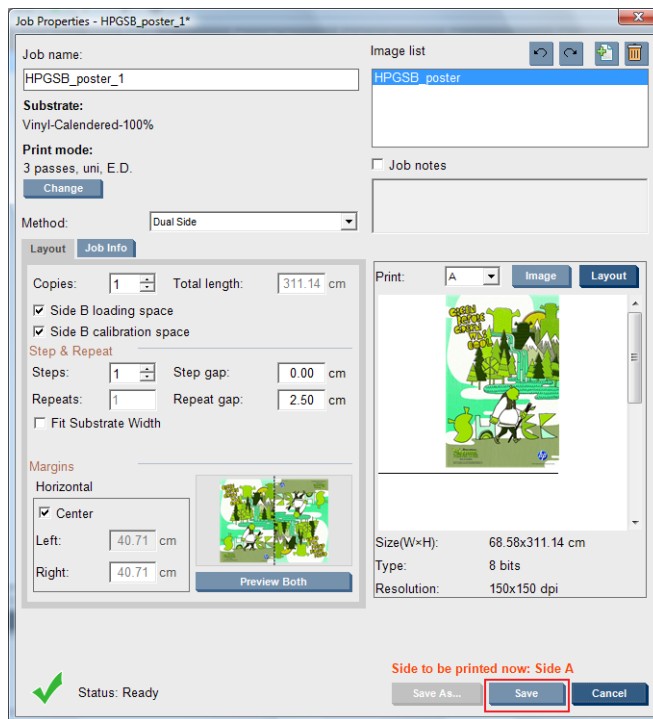 Job Properties - HPGSB_poster_1*
Job name:
HPGSB_poster_1
Substrate:
Vinyl-Calendered-100%
Print mode:
3 passes, uni, E.D.
Change
Method: Dual Side
Layout Job Info
Copies: 1 Total length: 311.14 cm
Side B loading space
Side B calibration space
Step & Repeat
Steps: 1 Step gap: 0.00 cm
Repeats: 1 Repeat gap: 2.50 cm
Fit Substrate Width
Margins
Horizontal
Center
Left: 40.71 cm
Right: 40.71 cm
Preview Both
Status: Ready
Image list
HPGSB_poster
Job notes
Print: A Image Layout
SHREK
hp
Size(W×H): 68.58x311.14 cm
Type: 8 bits
Resolution: 150x150 dpi
Side to be printed now: Side A
Save As... Save Cancel